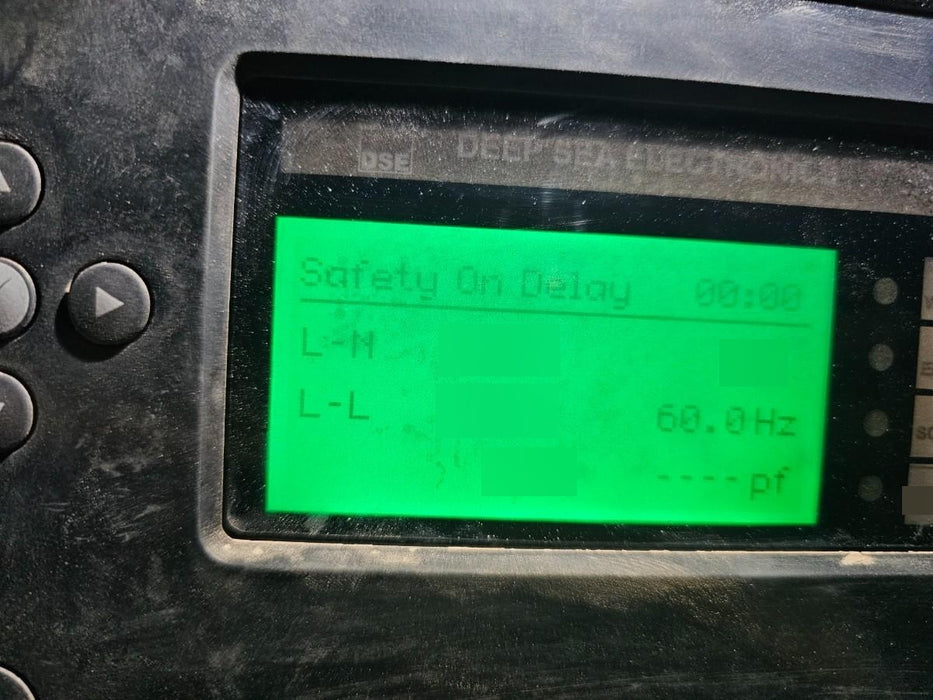 DSE DEEP SEA ELECTRONICS
Safety On Delay 00:00
L-N
L-L 60.0Hz
----pf